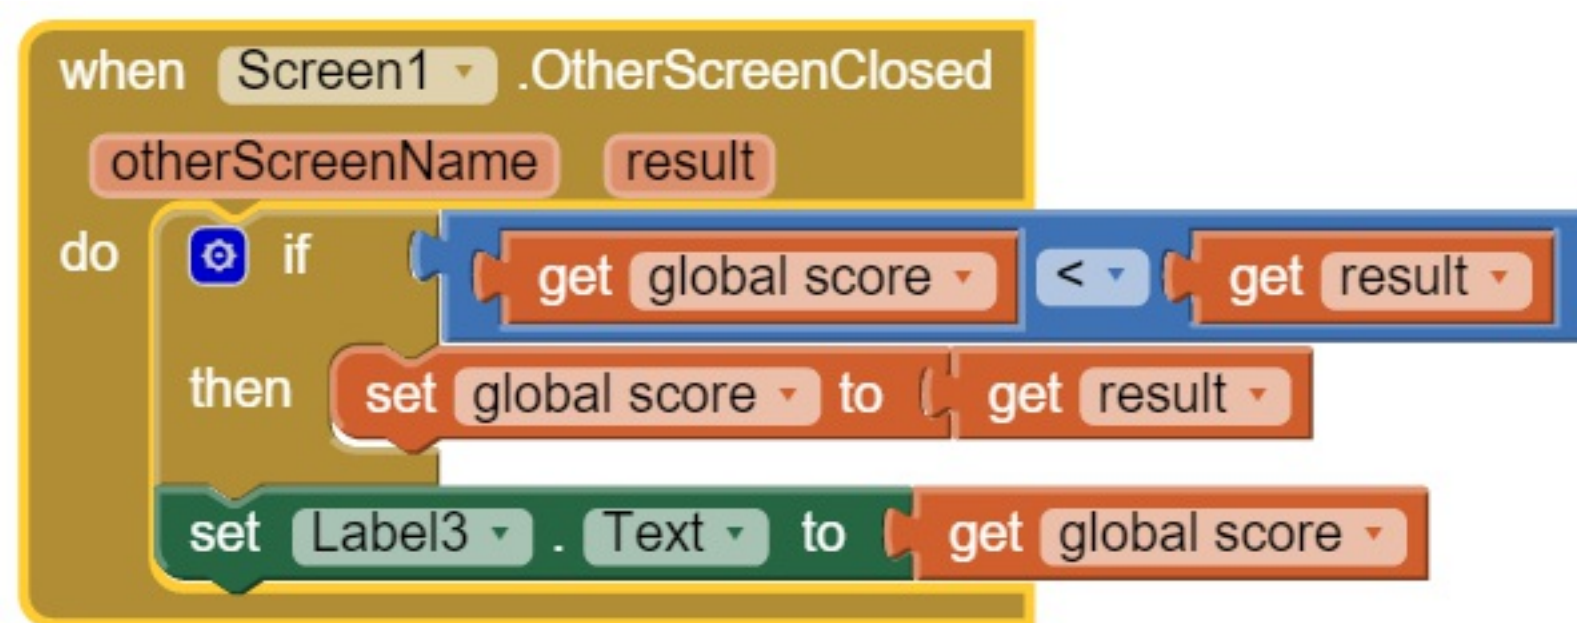 when Screen1 .OtherScreenClosed
otherScreenName result
do if get global score < get result
then set global score to get result
set Label3 . Text to get global score